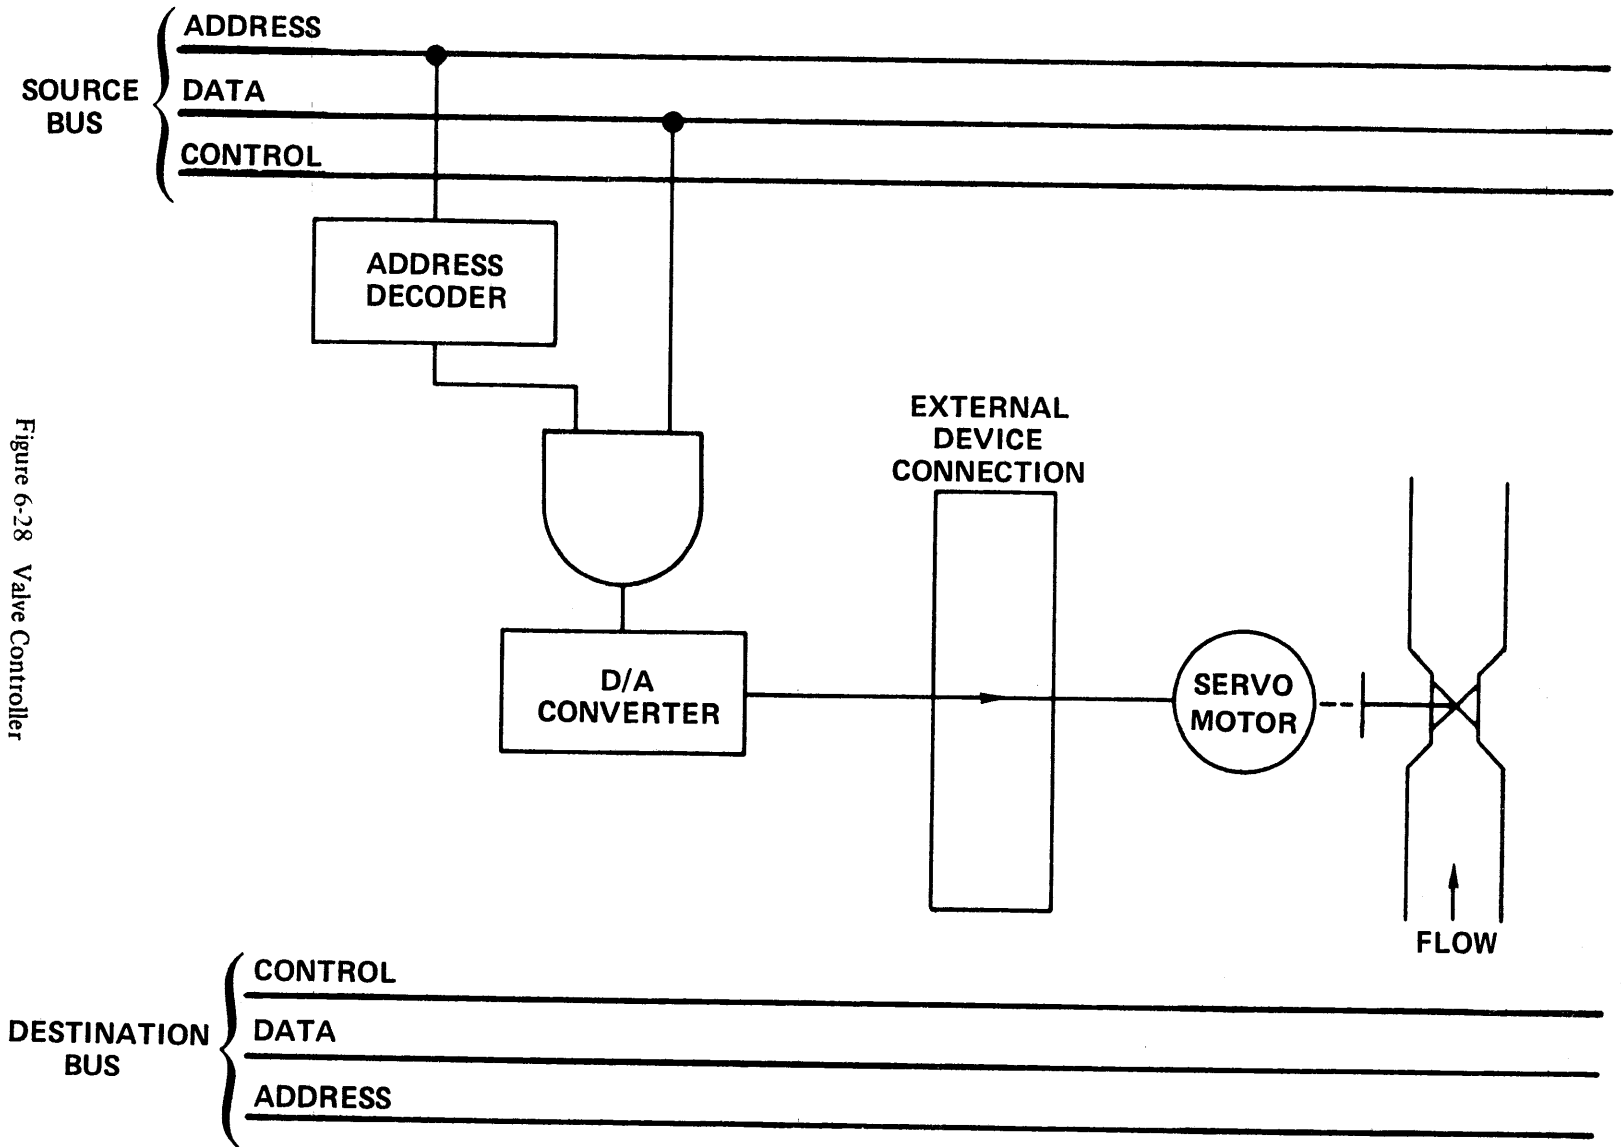 ADDRESS
SOURCE
BUS
DATA
CONTROL
ADDRESS
DECODER
EXTERNAL
DEVICE
CONNECTION
D/A
CONVERTER
SERVO
MOTOR
FLOW
CONTROL
DESTINATION
BUS
DATA
ADDRESS
Figure 6-28 Valve Controller